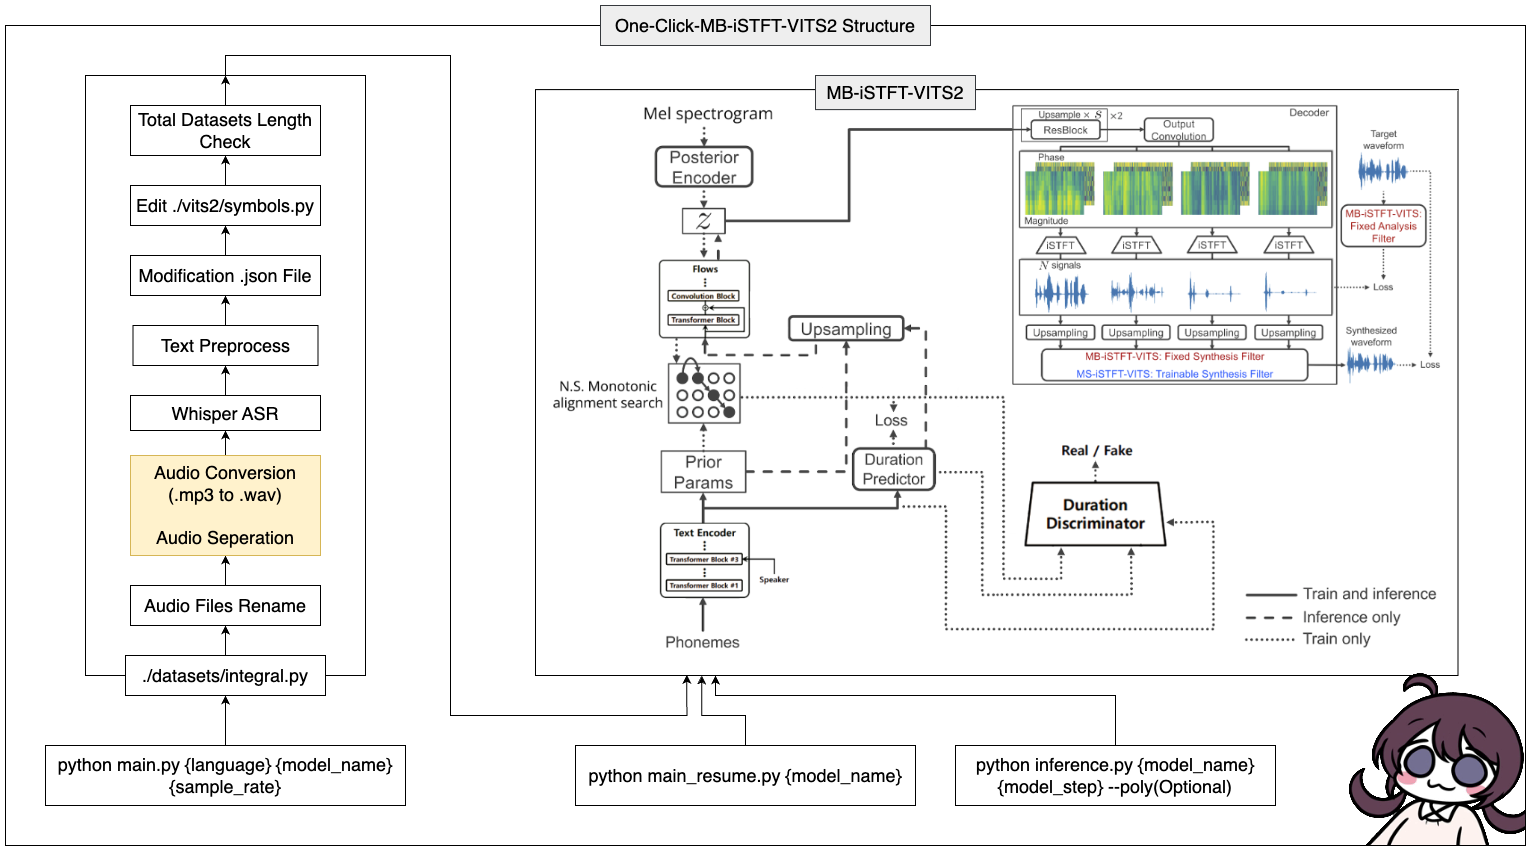 One-Click-MB-iSTFT-VITS2 Structure
Total Datasets Length
Check
Edit ./vits2/symbols.py
Modification .json File
Text Preprocess
Whisper ASR
Audio Conversion
(.mp3 to .wav)
Audio Seperation
Audio Files Rename
./datasets/integral.py
python main.py {language} {model_name}
{sample_rate}
MB-iSTFT-VITS2
Mel spectrogram
Posterior
Encoder
z
Flows
Convolution Block
Transformer Block
Upsampling
N.S. Monotonic
alignment search
Loss
Prior
Params
Duration
Predictor
Text Encoder
Transformer Block #3
Speaker
Transformer Block #1
Phonemes
Decoder
Upsample × S ×2
ResBlock
Output
Convolution
Phase
Magnitude
iSTFT
iSTFT
iSTFT
iSTFT
N signals
Upsampling
Upsampling
Upsampling
Upsampling
MB-iSTFT-VITS: Fixed Synthesis Filter
MS-iSTFT-VITS: Trainable Synthesis Filter
Target
waveform
MB-iSTFT-VITS:
Fixed Analysis
Filter
Loss
Synthesized
waveform
Loss
Real / Fake
Duration
Discriminator
Train and inference
Inference only
Train only
python main_resume.py {model_name}
python inference.py {model_name}
{model_step} --poly(Optional)